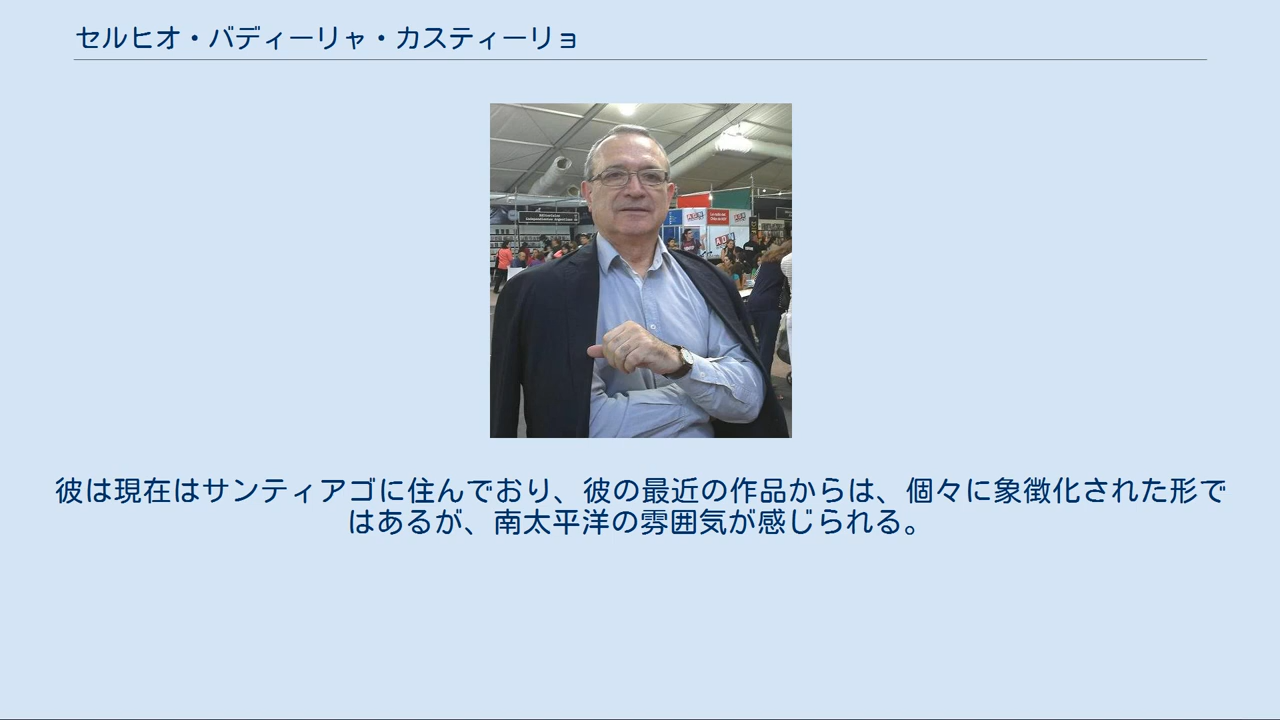 セルヒオ・バディーリャ・カスティーリョ
彼は現在はサンティアゴに住んでおり、彼の最近の作品からは、個々に象徴化された形で
はあるが、南太平洋の雰囲気が感じられる。